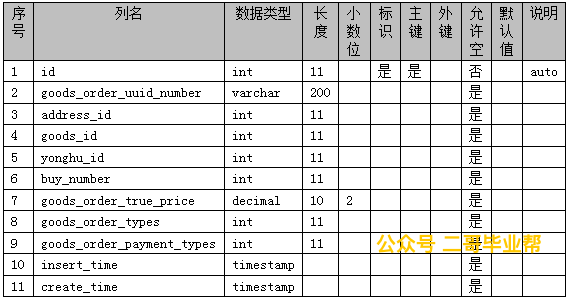 序号 列名 数据类型 长度 小数位 标识 主键 外键 允许空 默认值 说明
1 id int 11 是 是 否 auto
2 goods_order_uuid_number varchar 200 是
3 address_id int 11 是
4 goods_id int 11 是
5 yonghu_id int 11 是
6 buy_number int 11 是
7 goods_order_true_price decimal 10 2 是
8 goods_order_types int 11 是
9 goods_order_payment_types int 11 是
公众号 二哥毕业帮
10 insert_time timestamp 是
11 create_time timestamp 是